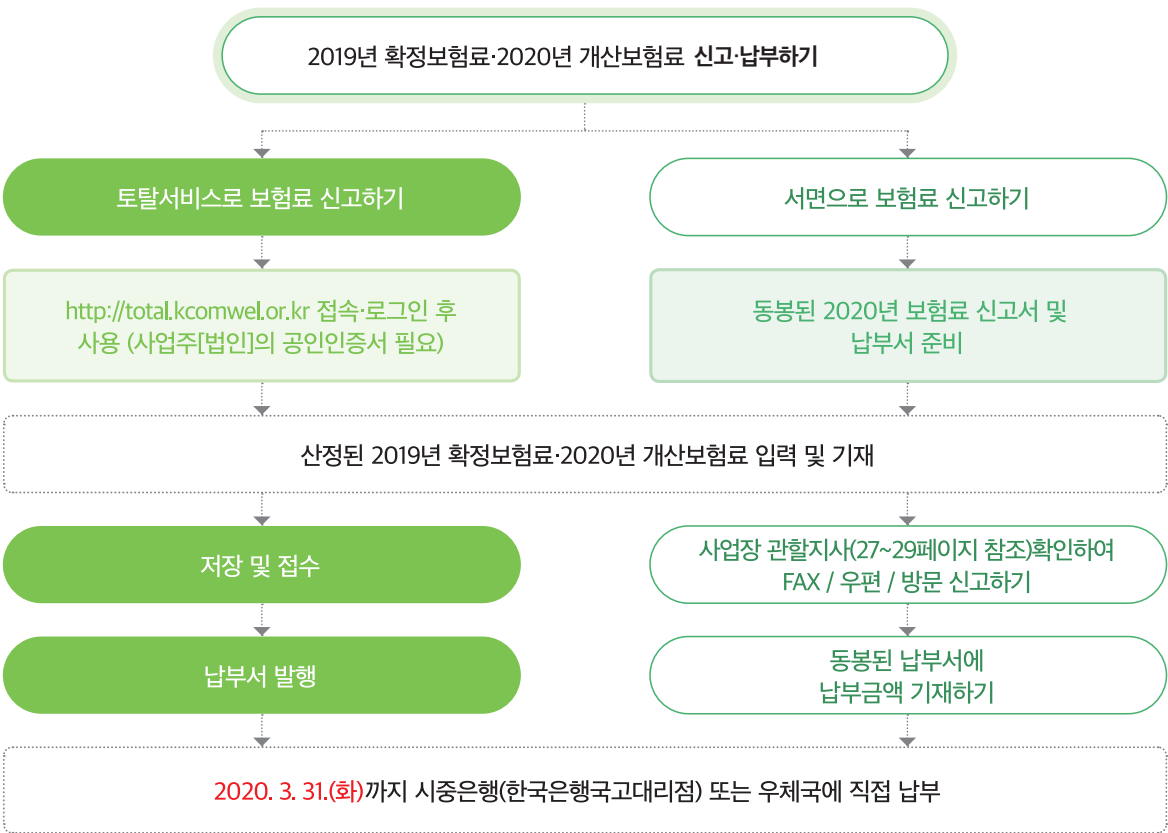 2019년 확정보험료·2020년 개산보험료 신고·납부하기
토탈서비스로 보험료 신고하기
서면으로 보험료 신고하기
http://total.kcomwel.or.kr 접속·로그인 후
사용 (사업주[법인]의 공인인증서 필요)
동봉된 2020년 보험료 신고서 및
납부서 준비
산정된 2019년 확정보험료·2020년 개산보험료 입력 및 기재
저장 및 접수
사업장 관할지사(27~29페이지 참조)확인하여
FAX / 우편 / 방문 신고하기
납부서 발행
동봉된 납부서에
납부금액 기재하기
2020. 3. 31.(화)까지 시중은행(한국은행국고대리점) 또는 우체국에 직접 납부